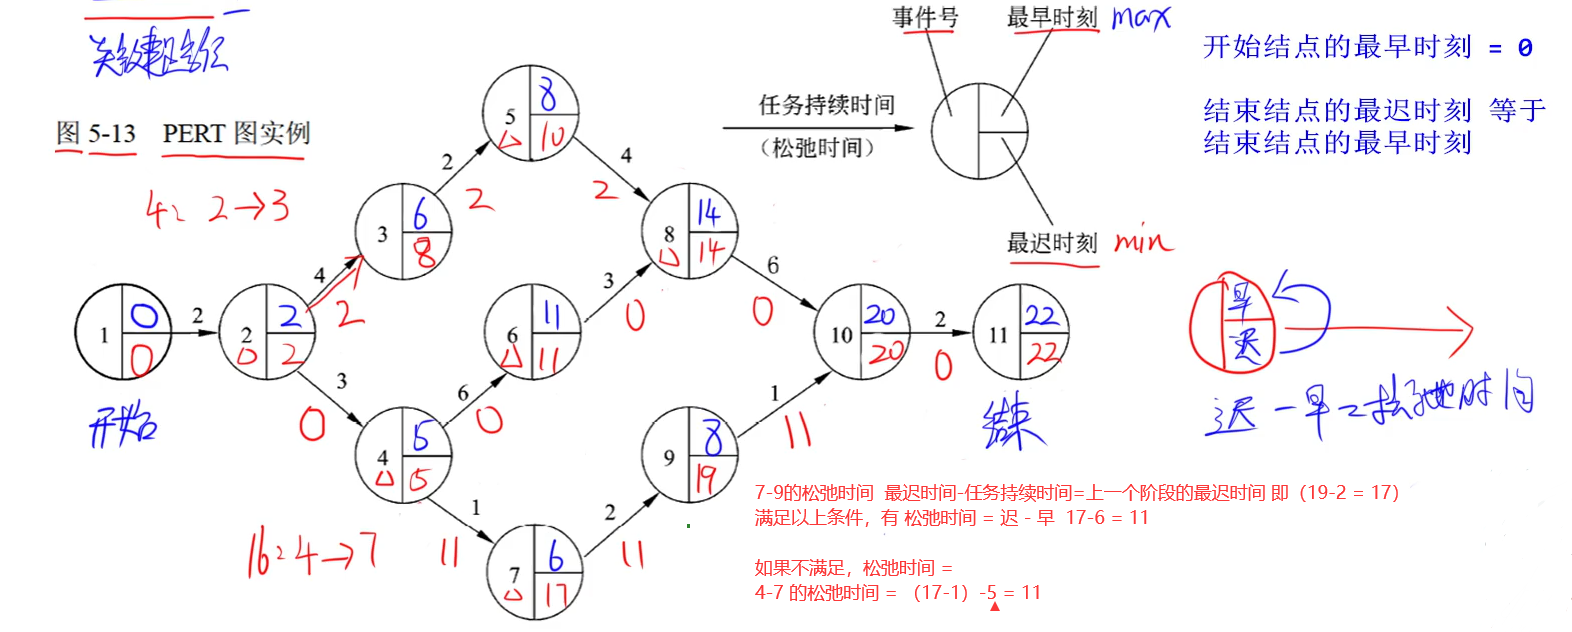 关键路径
图 5-13 PERT 图实例
4: 2→3
16: 4→7
事件号
最早时刻 max
任务持续时间
（松弛时间）
最迟时刻 min
开始结点的最早时刻 = 0
结束结点的最迟时刻 等于
结束结点的最早时刻
1 0 0
开始
2
2 2 2
4
2
3 6 8
2
2
5 8 10
4
2
3
0
4 5 5
6
0
6 11 11
3
0
8 14 14
6
0
1
11
7 6 17
2
11
9 8 19
1
11
10 20 20
2
0
11 22 22
结束
早
迟
迟-早=松弛时间
7-9的松弛时间 最迟时间-任务持续时间=上一个阶段的最迟时间 即（19-2 = 17）
满足以上条件，有 松弛时间 = 迟 - 早 17-6 = 11
如果不满足，松弛时间 =
4-7 的松弛时间 = （17-1）-5 = 11